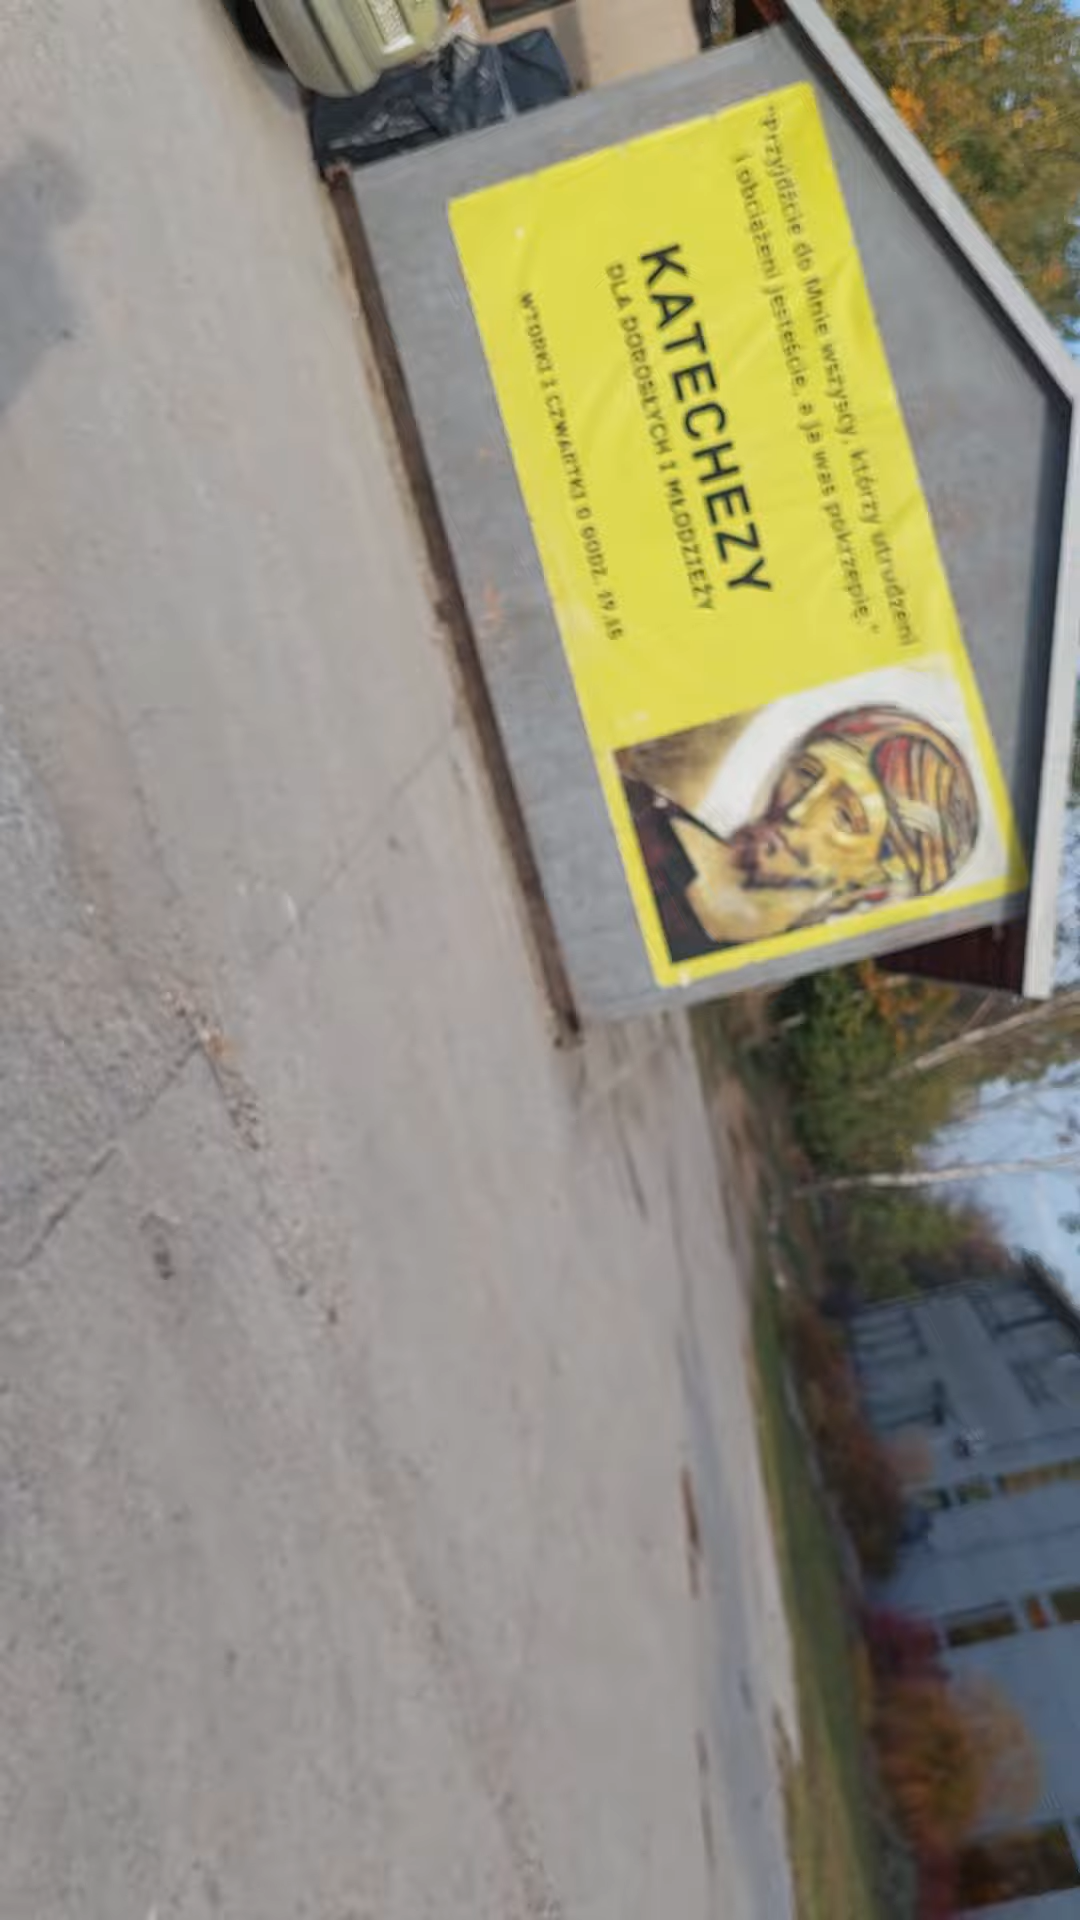 "Przyjdźcie do Mnie wszyscy, którzy utrudzeni
i obciążeni jesteście, a ja was pokrzepię."
KATECHEZY
DLA DOROSŁYCH I MŁODZIEŻY
WTORKI I CZWARTKI O GODZ. 19.15